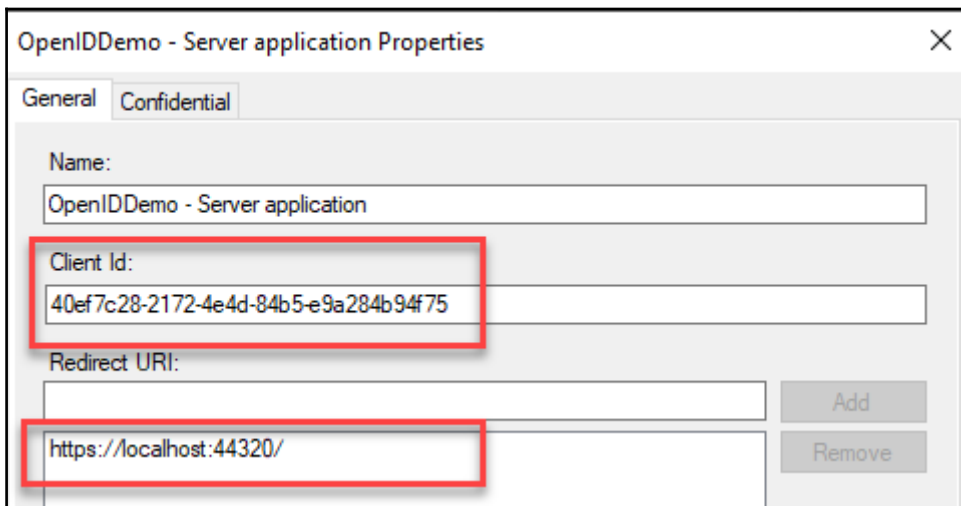 OpenIDDemo - Server application Properties
General Confidential
Name:
OpenIDDemo - Server application
Client Id:
40ef7c28-2172-4e4d-84b5-e9a284b94f75
Redirect URI:
Add
https://localhost:44320/
Remove